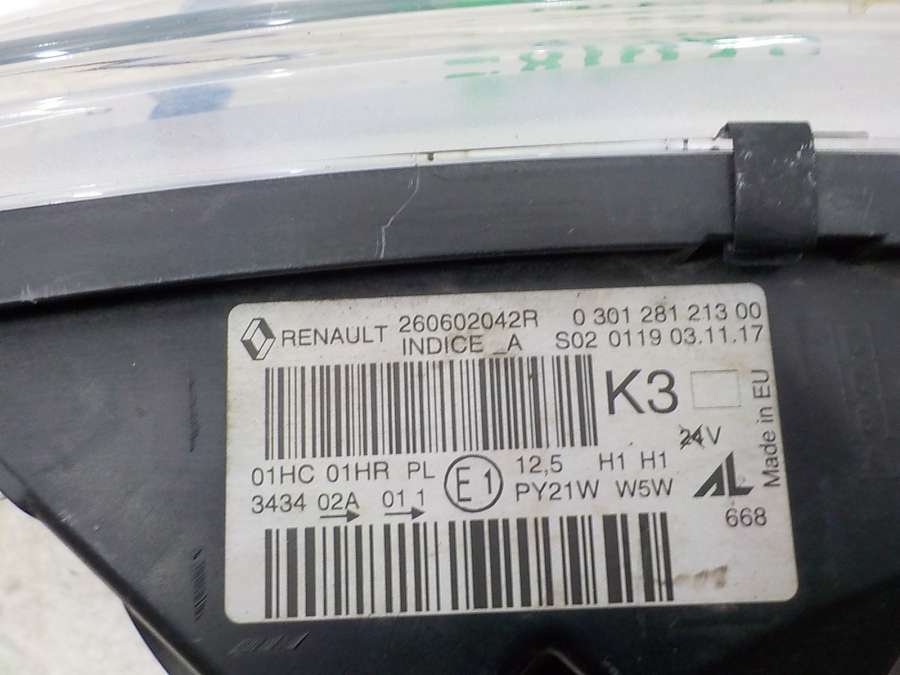 RENAULT 260602042R 0 301 281 213 00
INDICE _A S02 0119 03.11.17
K3
24V
Made in EU
01HC 01HR PL E1 12,5 H1 H1
3434 02A 01 1 PY21W W5W AL
668